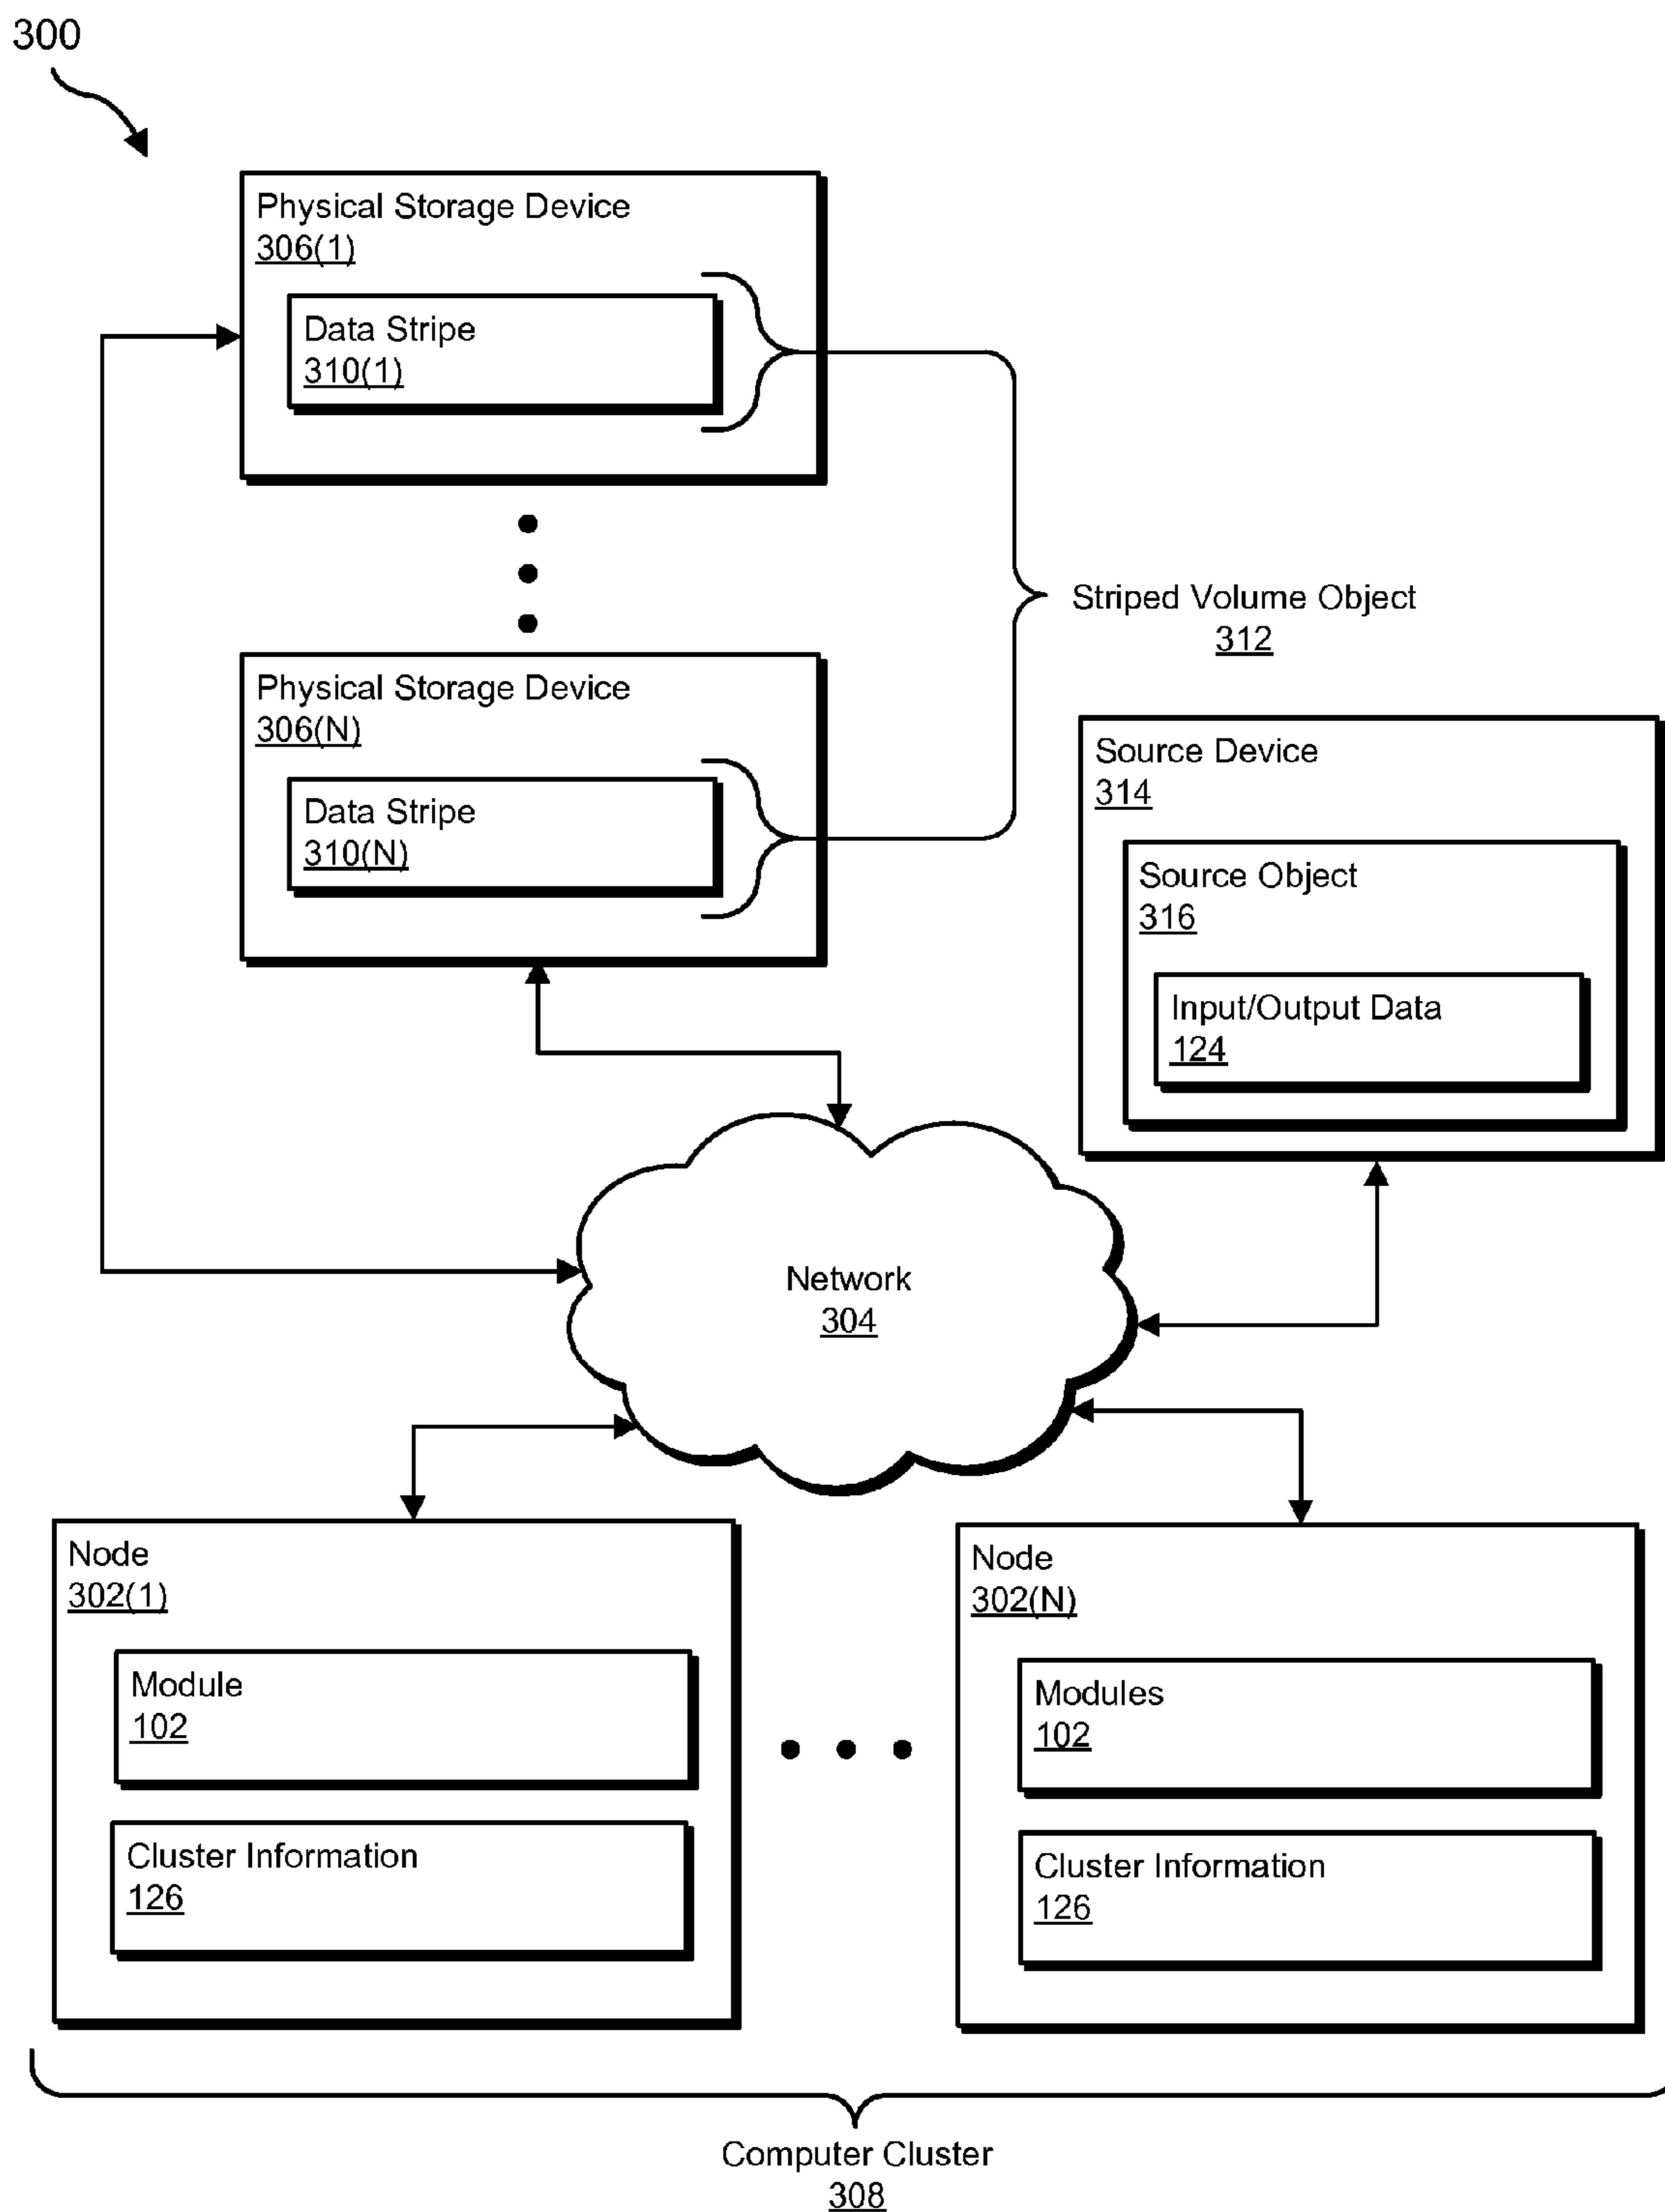 300
Physical Storage Device
306(1)
Data Stripe
310(1)
Striped Volume Object
312
Physical Storage Device
306(N)
Data Stripe
310(N)
Source Device
314
Source Object
316
Input/Output Data
124
Network
304
Node
302(1)
Module
102
Cluster Information
126
Node
302(N)
Modules
102
Cluster Information
126
Computer Cluster
308